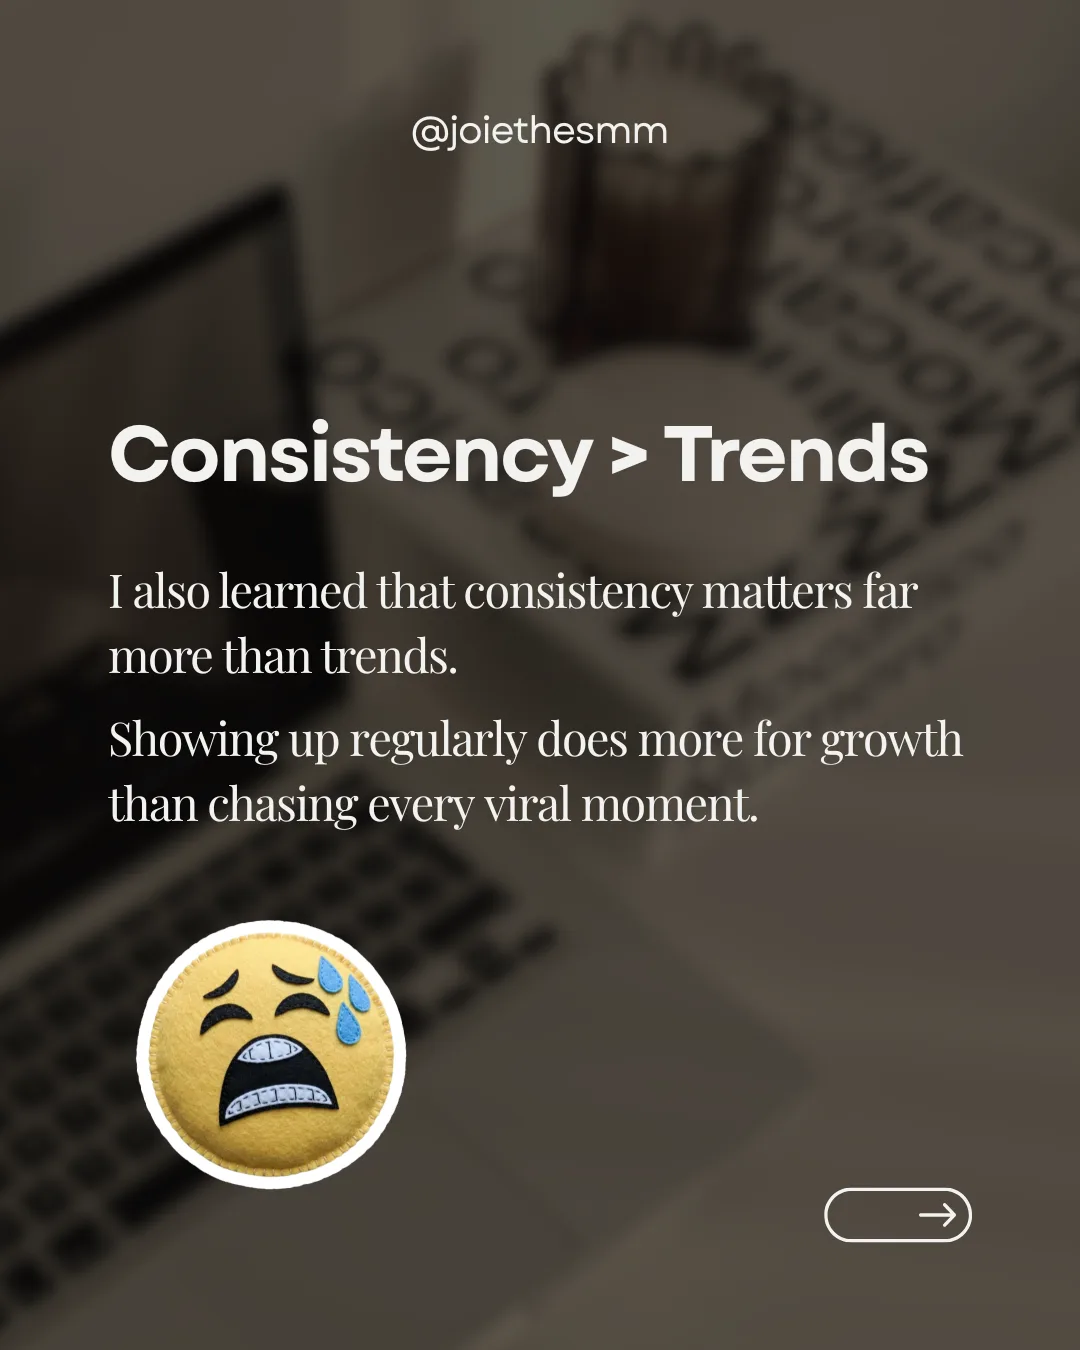 @joiethesmm
Consistency > Trends
I also learned that consistency matters far
more than trends.
Showing up regularly does more for growth
than chasing every viral moment.